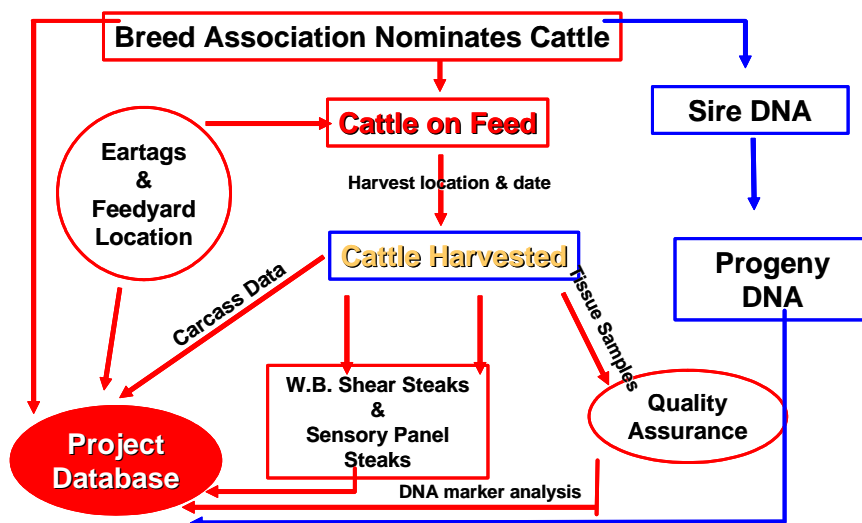 Breed Association Nominates Cattle
Cattle on Feed
Sire DNA
Eartags
&
Feedyard
Location
Harvest location & date
Cattle Harvested
Progeny
DNA
Carcass Data
Tissue Samples
W.B. Shear Steaks
&
Sensory Panel
Steaks
Quality
Assurance
Project
Database
DNA marker analysis